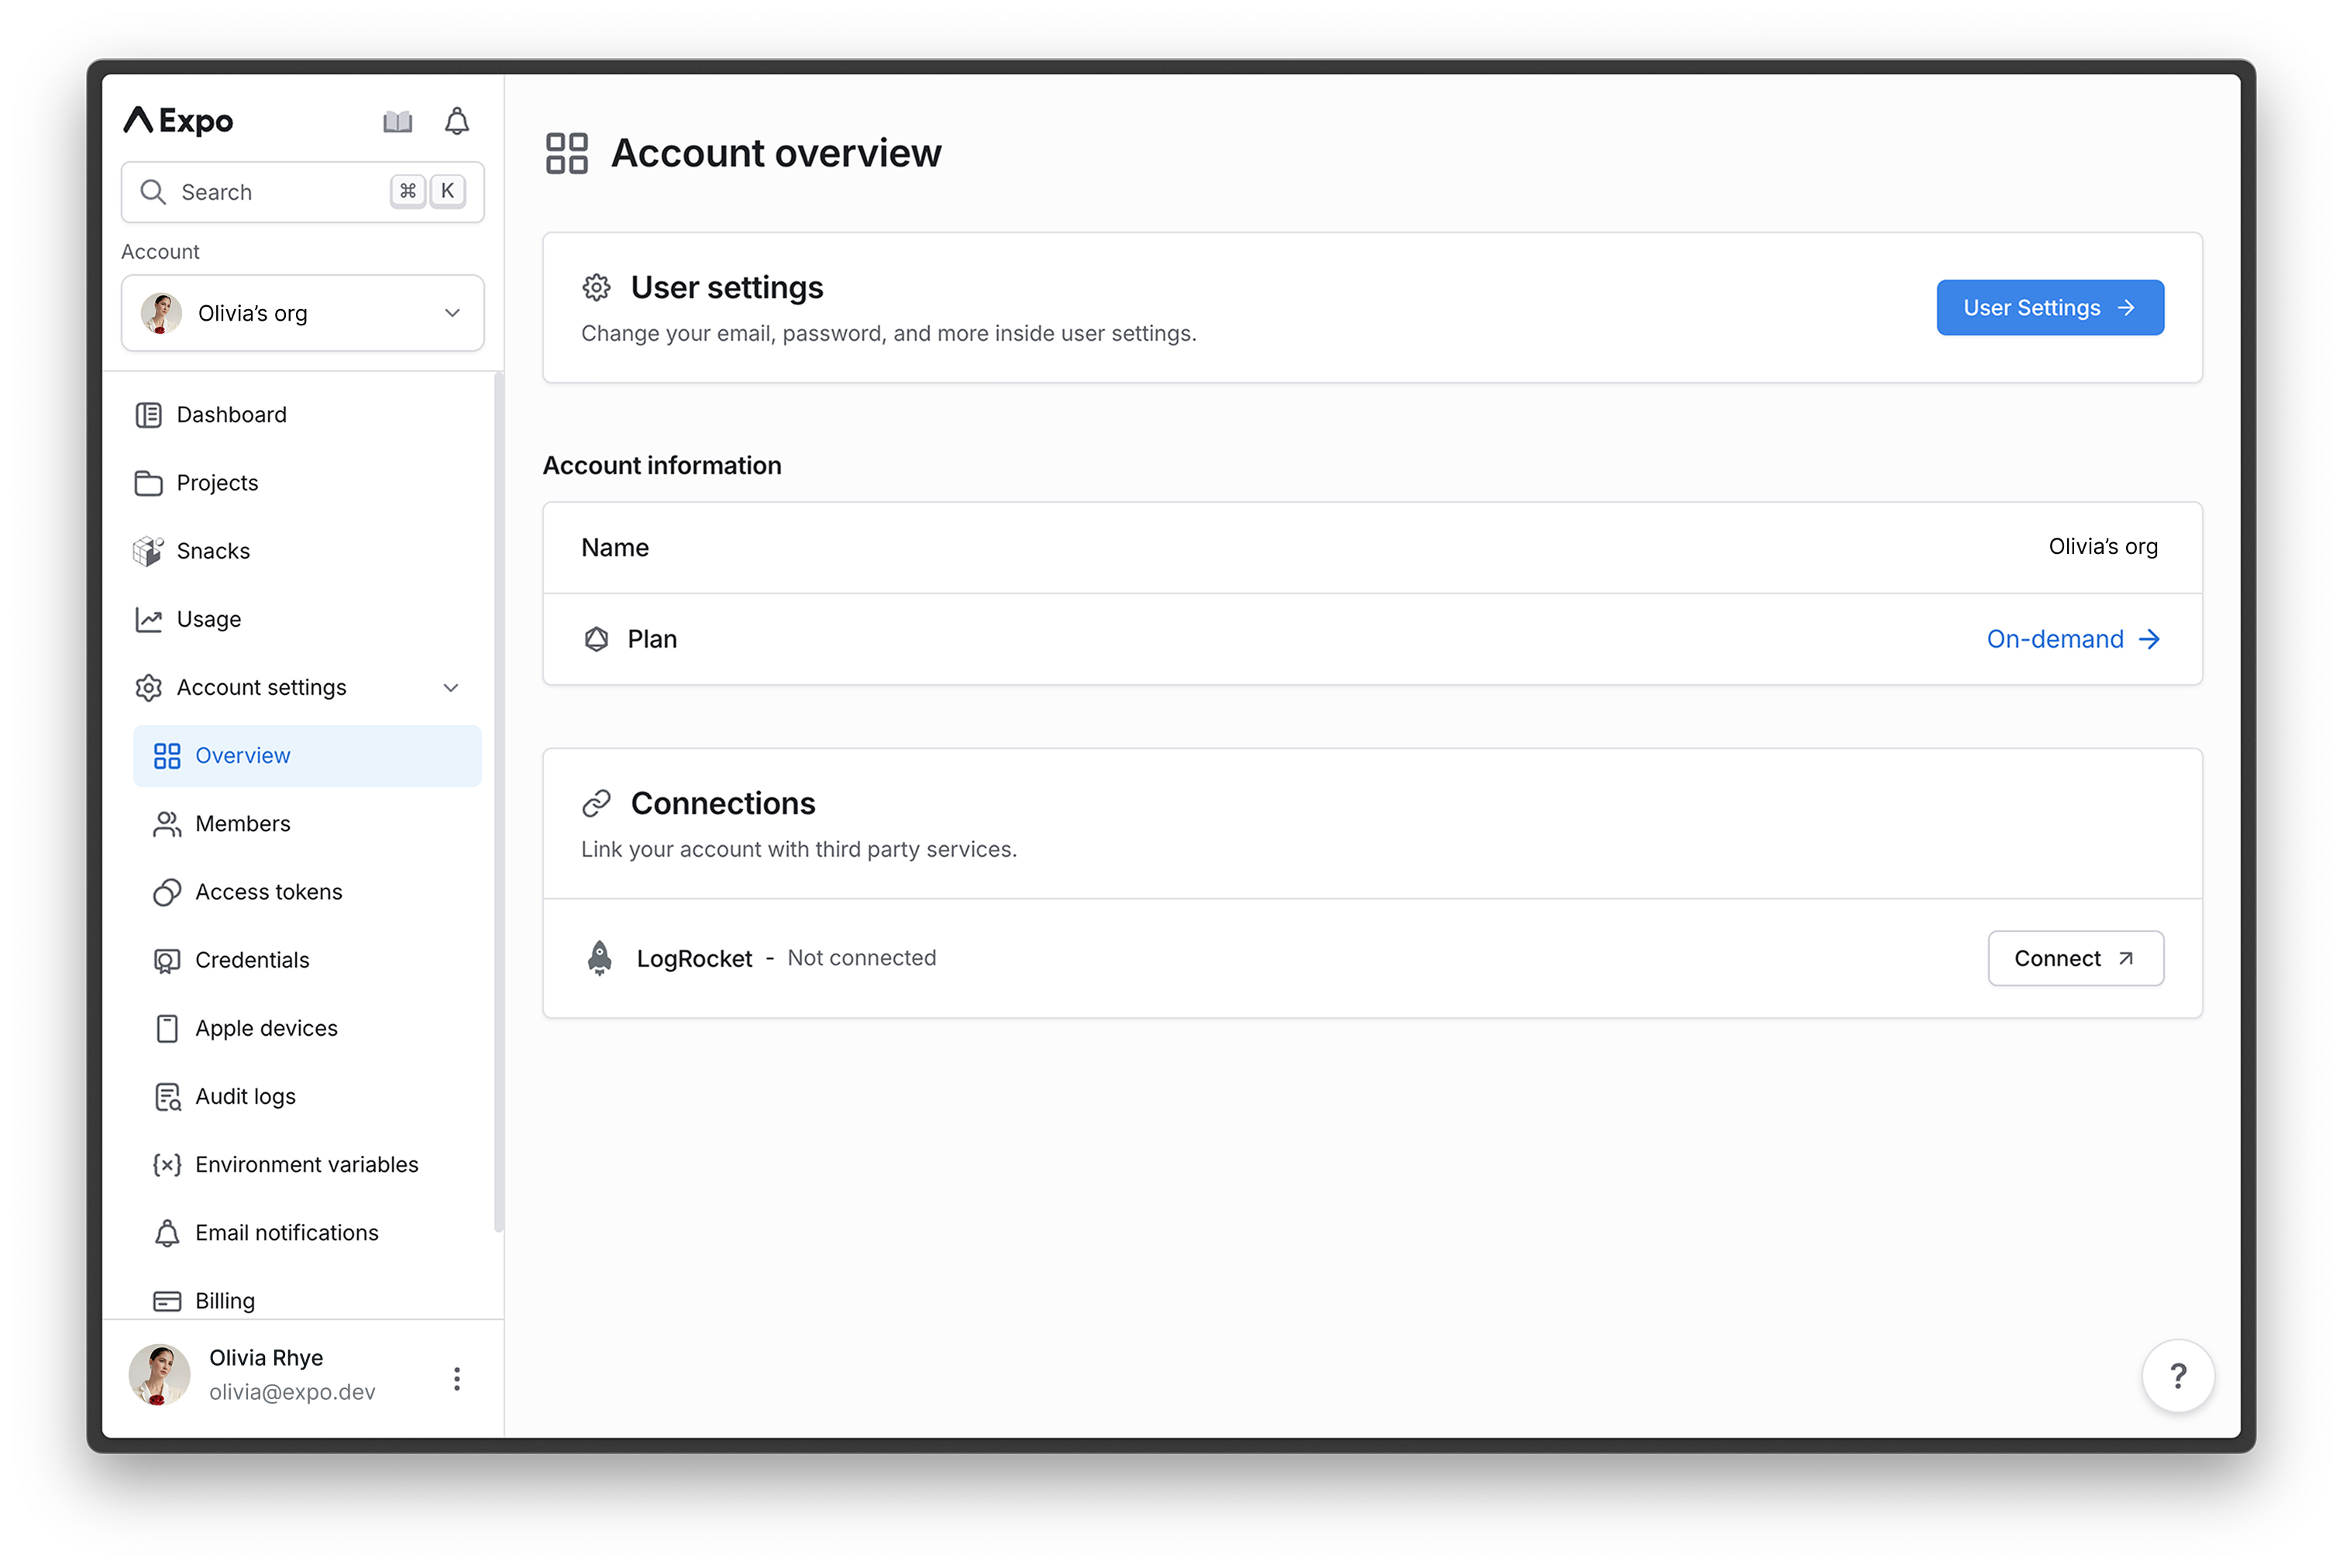 Expo
Search ⌘ K
Account
Olivia’s org
Dashboard
Projects
Snacks
Usage
Account settings
Overview
Members
Access tokens
Credentials
Apple devices
Audit logs
{x} Environment variables
Email notifications
Billing
Olivia Rhye
olivia@expo.dev
Account overview
User settings
Change your email, password, and more inside user settings.
User Settings →
Account information
Name
Olivia’s org
Plan
On-demand →
Connections
Link your account with third party services.
LogRocket - Not connected
Connect ↗
?